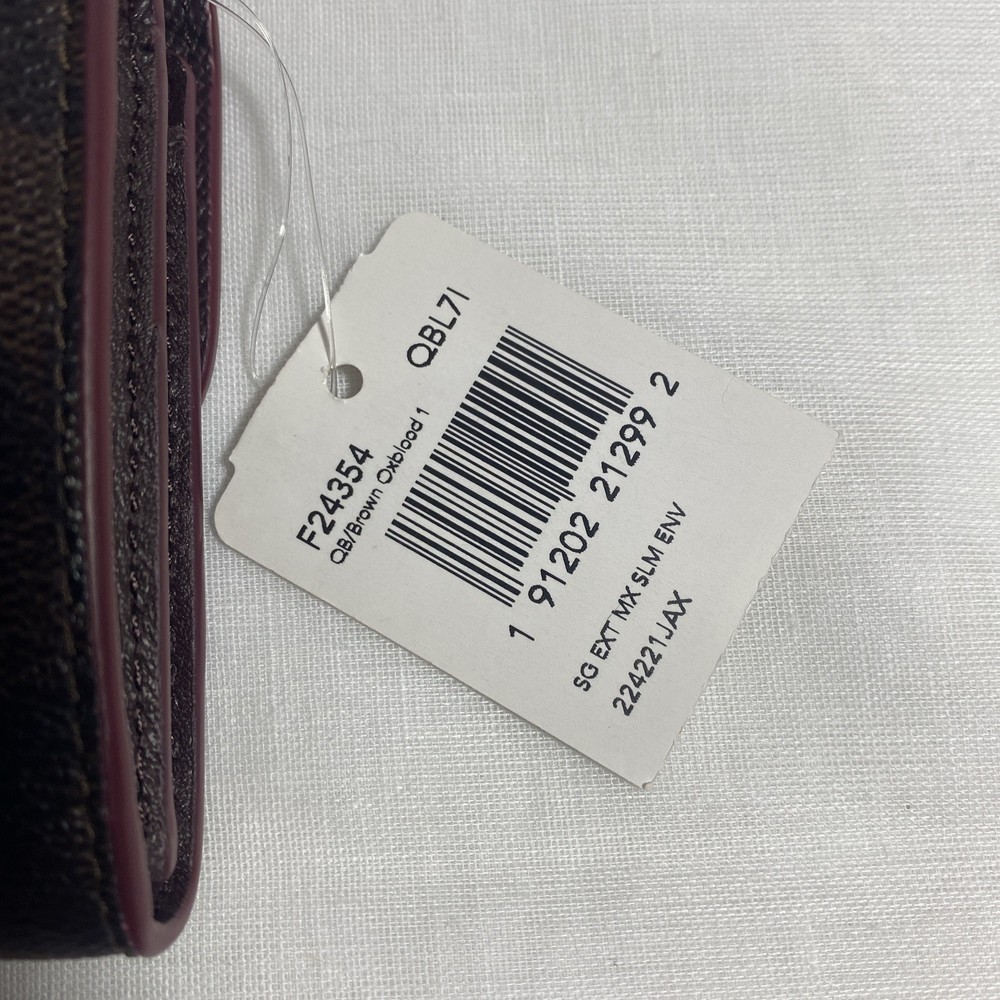 F24354
QBL7I
QB/Brown Oxblood 1
1 91202 21299 2
SG EXT MX SLM ENV
224221JAX